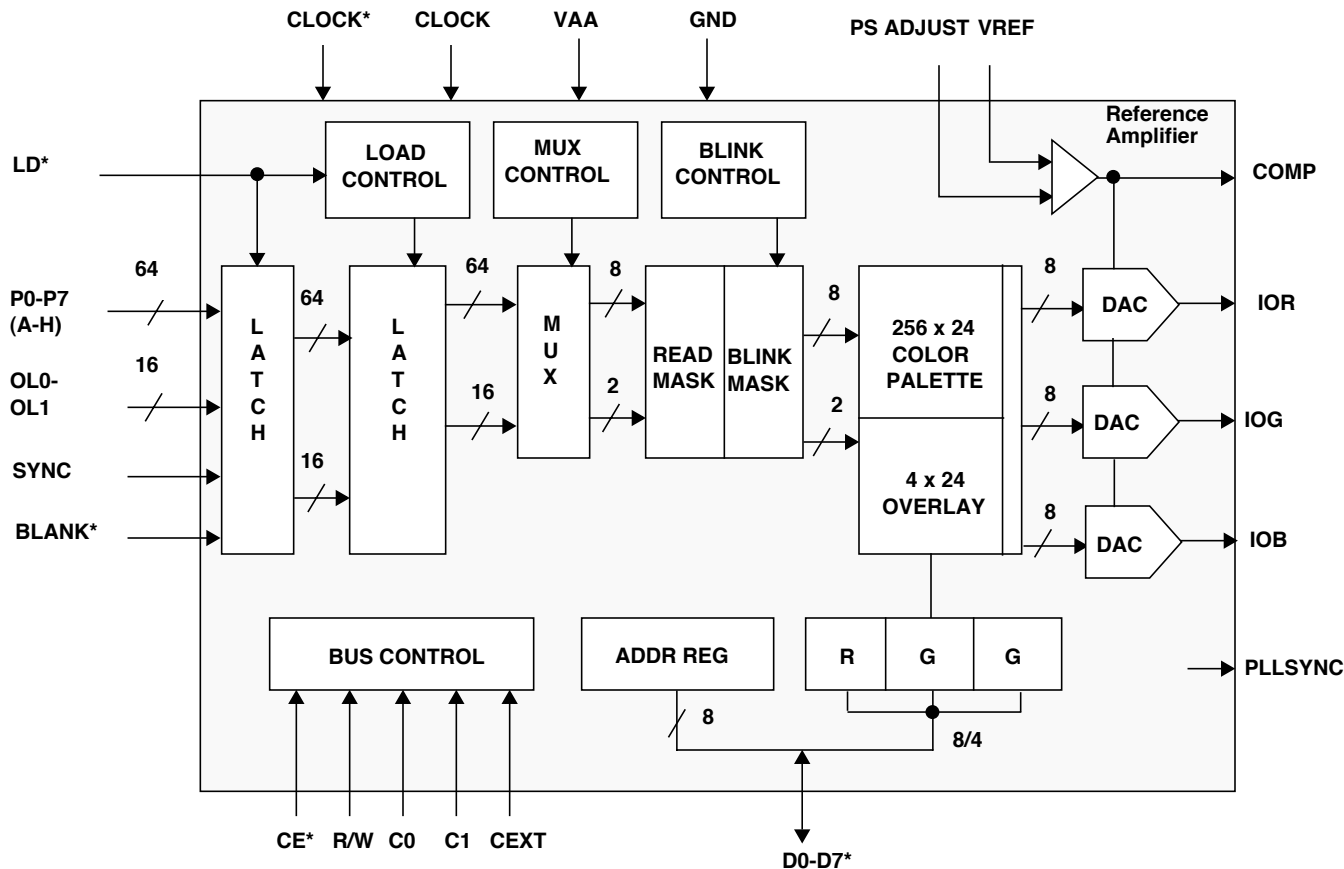 CLOCK*
CLOCK
VAA
GND
PS ADJUST VREF
Reference
Amplifier
LD*
LOAD
CONTROL
MUX
CONTROL
BLINK
CONTROL
COMP
64
P0-P7
(A-H)
64
64
8
8
8
16
OL0-
OL1
16
16
2
2
8
8
L
A
T
C
H
L
A
T
C
H
M
U
X
READ
MASK
BLINK
MASK
256 x 24
COLOR
PALETTE
4 x 24
OVERLAY
DAC
DAC
DAC
IOR
IOG
IOB
SYNC
BLANK*
BUS CONTROL
ADDR REG
R
G
G
PLLSYNC
8
8/4
CE*
R/W
C0
C1
CEXT
D0-D7*